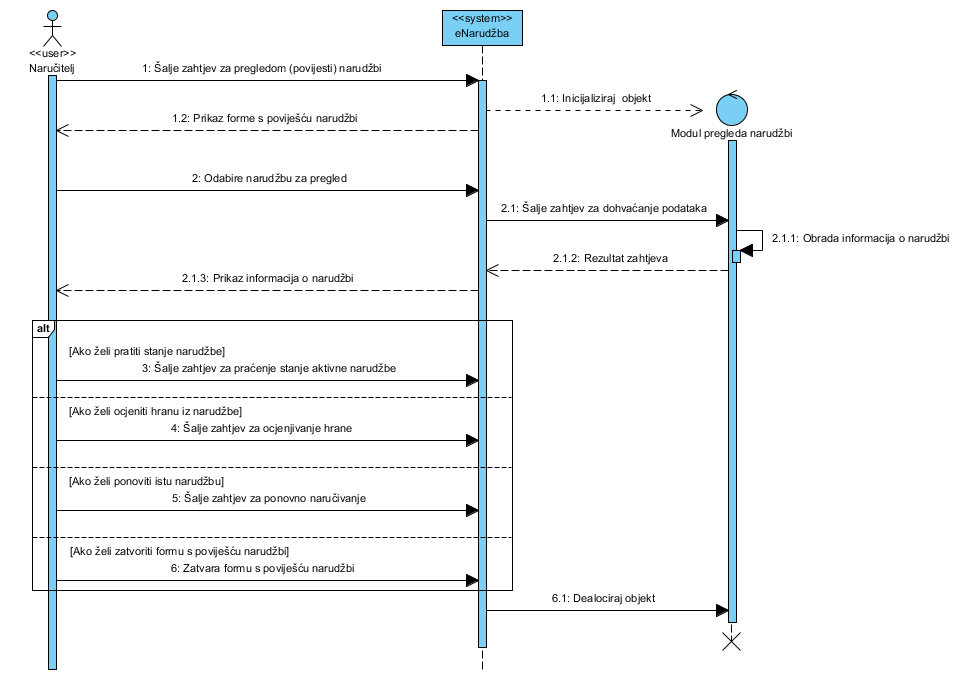 <<system>>
eNarudžba
<<user>>
Naručitelj
1: Šalje zahtjev za pregledom (povijesti) narudžbi
1.1: Inicijaliziraj objekt
1.2: Prikaz forme s poviješću narudžbi
Modul pregleda narudžbi
2: Odabire narudžbu za pregled
2.1: Šalje zahtjev za dohvaćanje podataka
2.1.1: Obrada informacija o narudžbi
2.1.2: Rezultat zahtjeva
2.1.3: Prikaz informacija o narudžbi
alt
[Ako želi pratiti stanje narudžbe]
3: Šalje zahtjev za praćenje stanje aktivne narudžbe
[Ako želi ocjeniti hranu iz narudžbe]
4: Šalje zahtjev za ocjenjivanje hrane
[Ako želi ponoviti istu narudžbu]
5: Šalje zahtjev za ponovno naručivanje
[Ako želi zatvoriti formu s poviješću narudžbi]
6: Zatvara formu s poviješću narudžbi
6.1: Dealociraj objekt